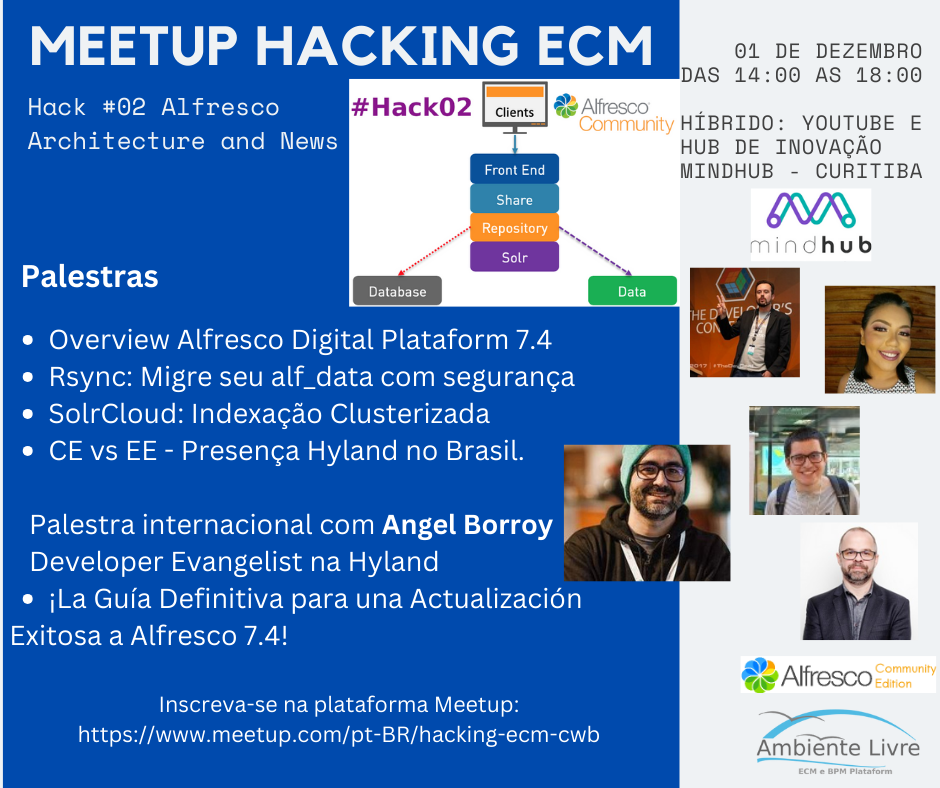 MEETUP HACKING ECM
Hack #02 Alfresco
Architecture and News
#Hack02
Clients
Alfresco
Community
Front End
Share
Repository
Solr
Database
Data
01 DE DEZEMBRO
DAS 14:00 AS 18:00
HÍBRIDO: YOUTUBE E
HUB DE INOVAÇÃO
MINDHUB - CURITIBA
mindhub
THE DEVELOPER'S
Palestras
• Overview Alfresco Digital Plataform 7.4
• Rsync: Migre seu alf_data com segurança
• SolrCloud: Indexação Clusterizada
• CE vs EE - Presença Hyland no Brasil.
Palestra internacional com Angel Borroy
Developer Evangelist na Hyland
• ¡La Guía Definitiva para una Actualización
Exitosa a Alfresco 7.4!
Inscreva-se na plataforma Meetup:
https://www.meetup.com/pt-BR/hacking-ecm-cwb
Alfresco Community
Edition
Ambiente Livre
ECM e BPM Plataform